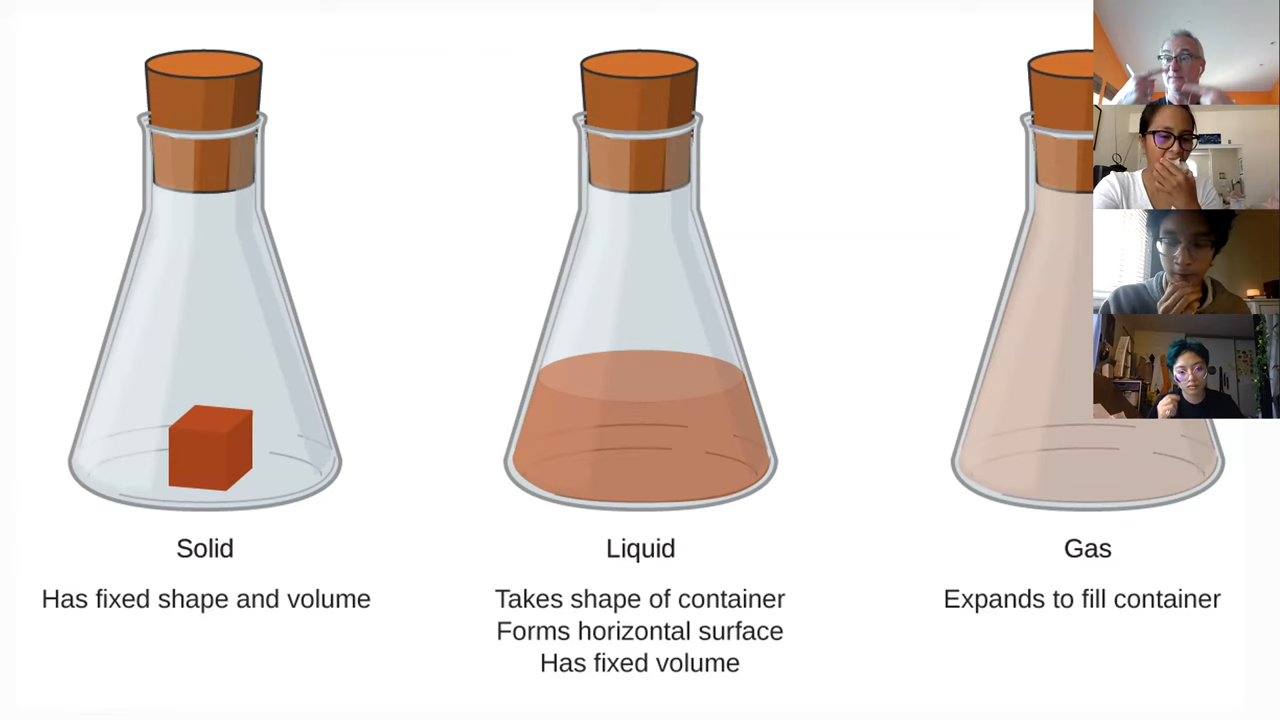 Solid
Has fixed shape and volume
Liquid
Takes shape of container
Forms horizontal surface
Has fixed volume
Gas
Expands to fill container